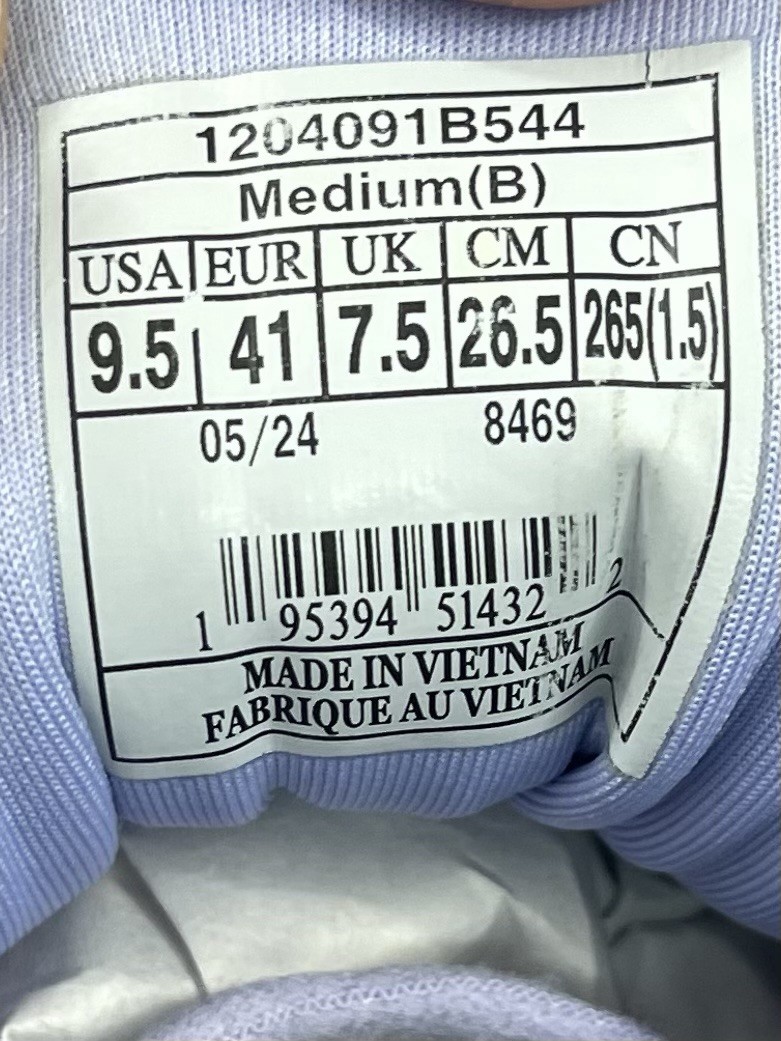 1204091B544
Medium(B)
USA EUR UK CM CN
9.5 41 7.5 26.5 265(1.5)
05/24 8469
1 95394 51432 2
MADE IN VIETNAM
FABRIQUE AU VIETNAM